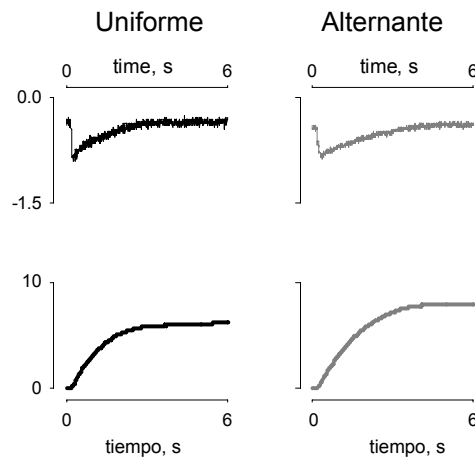 Uniforme Alternante
0 time, s 6 0 time, s 6
0.0
-1.5
10
0
0 6 0 6
tiempo, s tiempo, s